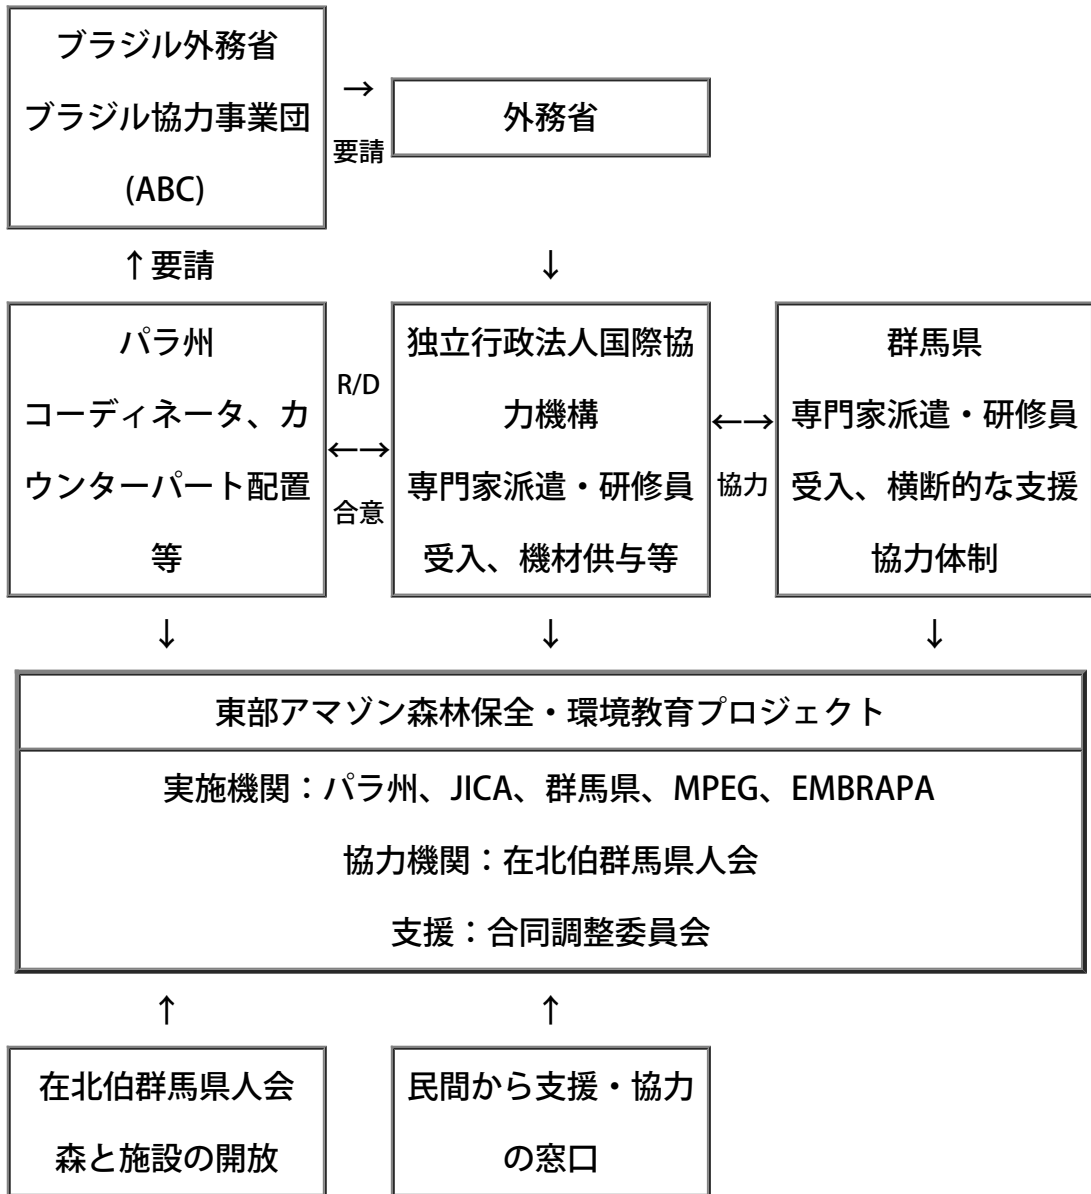 ブラジル外務省
ブラジル協力事業団
(ABC)
→
要請
外務省
↑要請
↓
パラ州
コーディネータ、カ
ウンターパート配置
等
R/D
←→
合意
独立行政法人国際協
力機構
専門家派遣・研修員
受入、機材供与等
←→
協力
群馬県
専門家派遣・研修員
受入、横断的な支援
協力体制
↓
↓
↓
東部アマゾン森林保全・環境教育プロジェクト
実施機関：パラ州、JICA、群馬県、MPEG、EMBRAPA
協力機関：在北伯群馬県人会
支援：合同調整委員会
↑
↑
在北伯群馬県人会
森と施設の開放
民間から支援・協力
の窓口